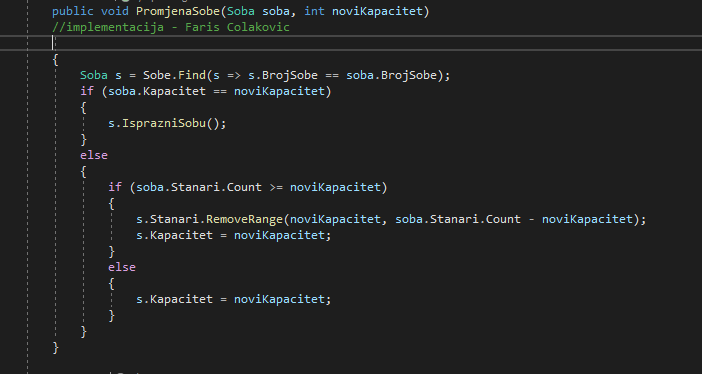 public void PromjenaSobe(Soba soba, int noviKapacitet)
//implementacija - Faris Colakovic
{
Soba s = Sobe.Find(s => s.BrojSobe == soba.BrojSobe);
if (soba.Kapacitet == noviKapacitet)
{
s.IsprazniSobu();
}
else
{
if (soba.Stanari.Count >= noviKapacitet)
{
s.Stanari.RemoveRange(noviKapacitet, soba.Stanari.Count - noviKapacitet);
s.Kapacitet = noviKapacitet;
}
else
{
s.Kapacitet = noviKapacitet;
}
}
}